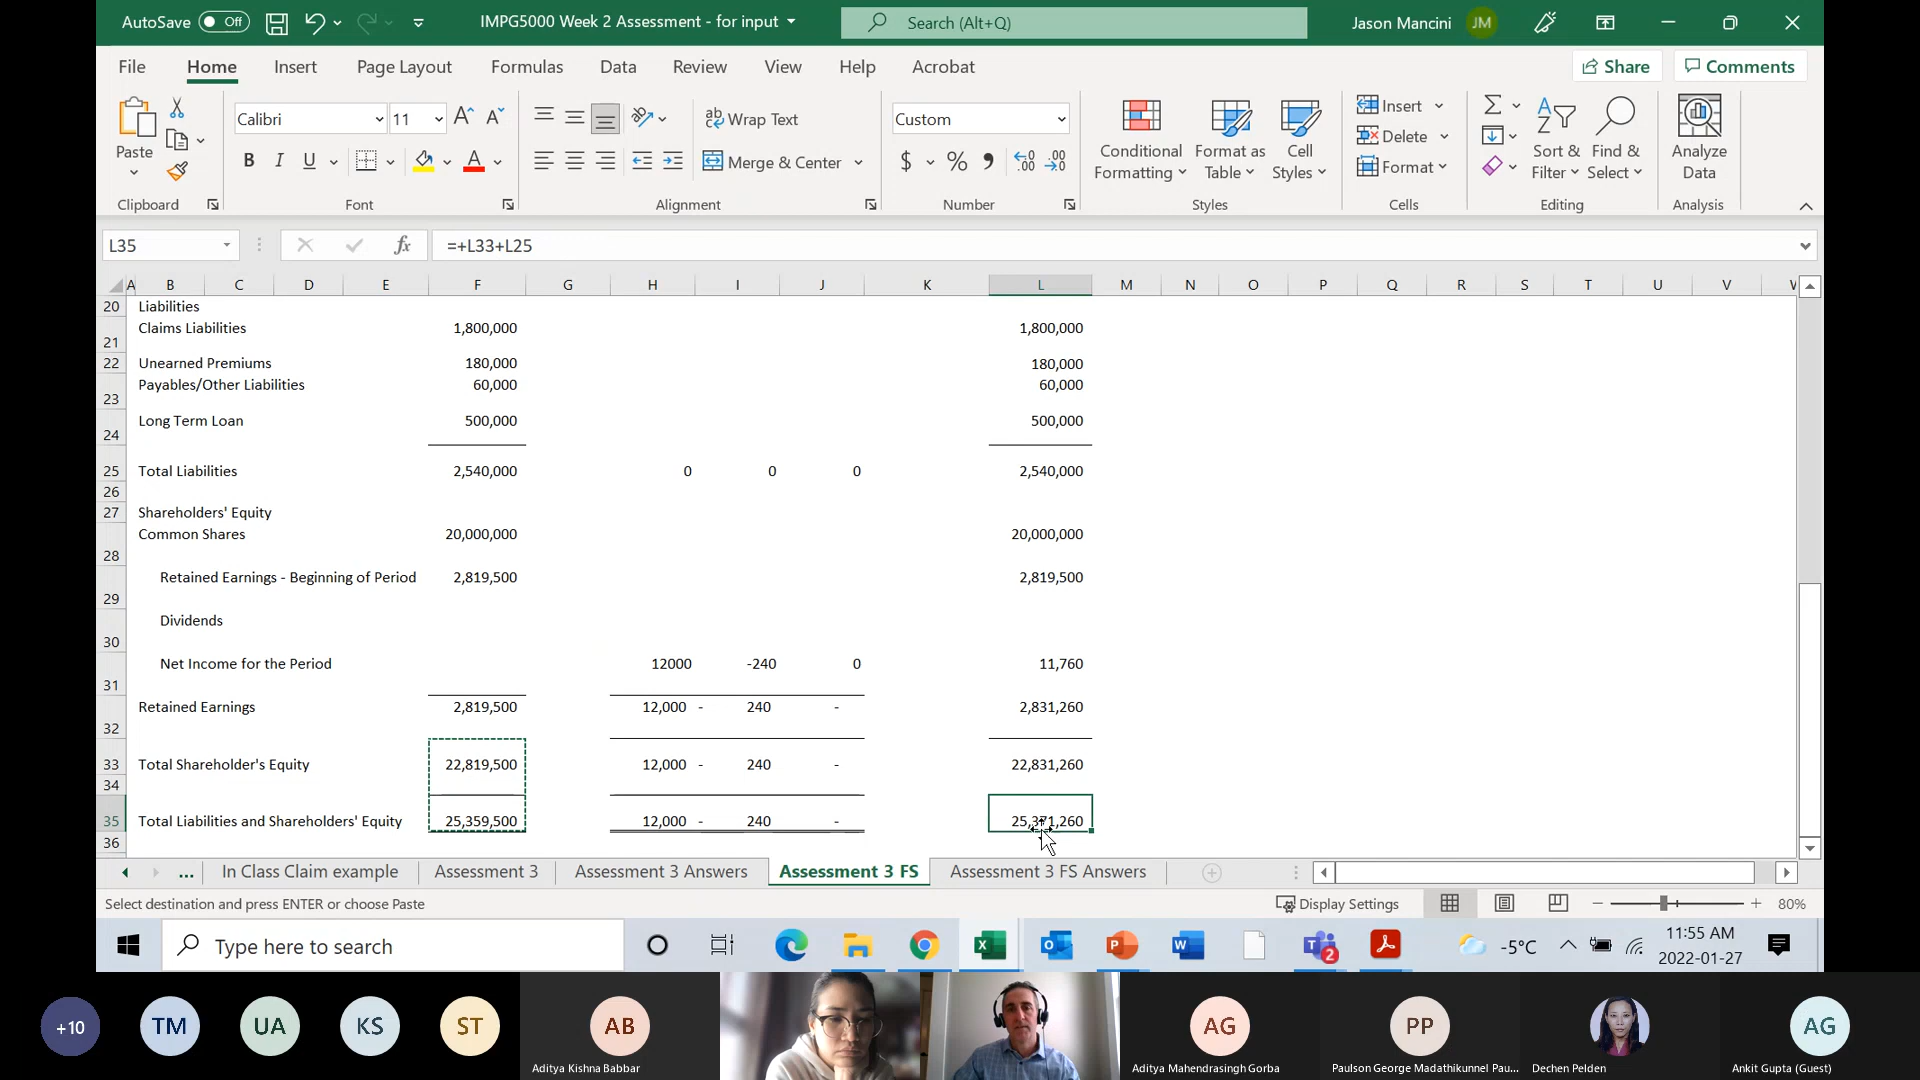 AutoSave Off IMPG5000 Week 2 Assessment - for input Search (Alt+Q) Jason Mancini JM
File Home Insert Page Layout Formulas Data Review View Help Acrobat Share Comments
Calibri 11 Wrap Text Custom Insert
Paste B I U Merge & Center $ % Conditional Formatting Format as Table Cell Styles Delete Format Sort & Filter Find & Select Analyze Data
Clipboard Font Alignment Number Styles Cells Editing Analysis
L35 fx =+L33+L25
A B C D E F G H I J K L M N O P Q R S T U V
20 Liabilities
21 Claims Liabilities 1,800,000 1,800,000
22 Unearned Premiums 180,000 180,000
23 Payables/Other Liabilities 60,000 60,000
24 Long Term Loan 500,000 500,000
25 Total Liabilities 2,540,000 0 0 0 2,540,000
26
27 Shareholders' Equity
28 Common Shares 20,000,000 20,000,000
29 Retained Earnings - Beginning of Period 2,819,500 2,819,500
30 Dividends
31 Net Income for the Period 12000 -240 0 11,760
32 Retained Earnings 2,819,500 12,000 - 240 - 2,831,260
33 Total Shareholder's Equity 22,819,500 12,000 - 240 - 22,831,260
34
35 Total Liabilities and Shareholders' Equity 25,359,500 12,000 - 240 - 25,371,260
36
... In Class Claim example Assessment 3 Assessment 3 Answers Assessment 3 FS Assessment 3 FS Answers
Select destination and press ENTER or choose Paste Display Settings 80%
Type here to search 2 -5°C 11:55 AM
2022-01-27
+10 TM UA KS ST AB AG PP AG
Aditya Kishna Babbar Aditya Mahendrasingh Gorba Paulson George Madathikunnel Pau... Dechen Pelden Ankit Gupta (Guest)